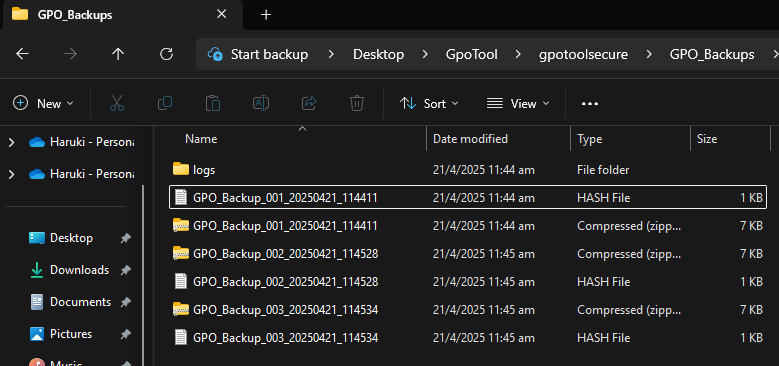 GPO_Backups
Start backup > Desktop > GpoTool > gpotoolsecure > GPO_Backups >
New Sort View ...
Haruki - Persona
Haruki - Persona
Desktop
Downloads
Documents
Pictures
Music
Name Date modified Type Size
logs 21/4/2025 11:44 am File folder
GPO_Backup_001_20250421_114411 21/4/2025 11:44 am HASH File 1 KB
GPO_Backup_001_20250421_114411 21/4/2025 11:44 am Compressed (zipp... 7 KB
GPO_Backup_002_20250421_114528 21/4/2025 11:45 am Compressed (zipp... 7 KB
GPO_Backup_002_20250421_114528 21/4/2025 11:45 am HASH File 1 KB
GPO_Backup_003_20250421_114534 21/4/2025 11:45 am Compressed (zipp... 7 KB
GPO_Backup_003_20250421_114534 21/4/2025 11:45 am HASH File 1 KB